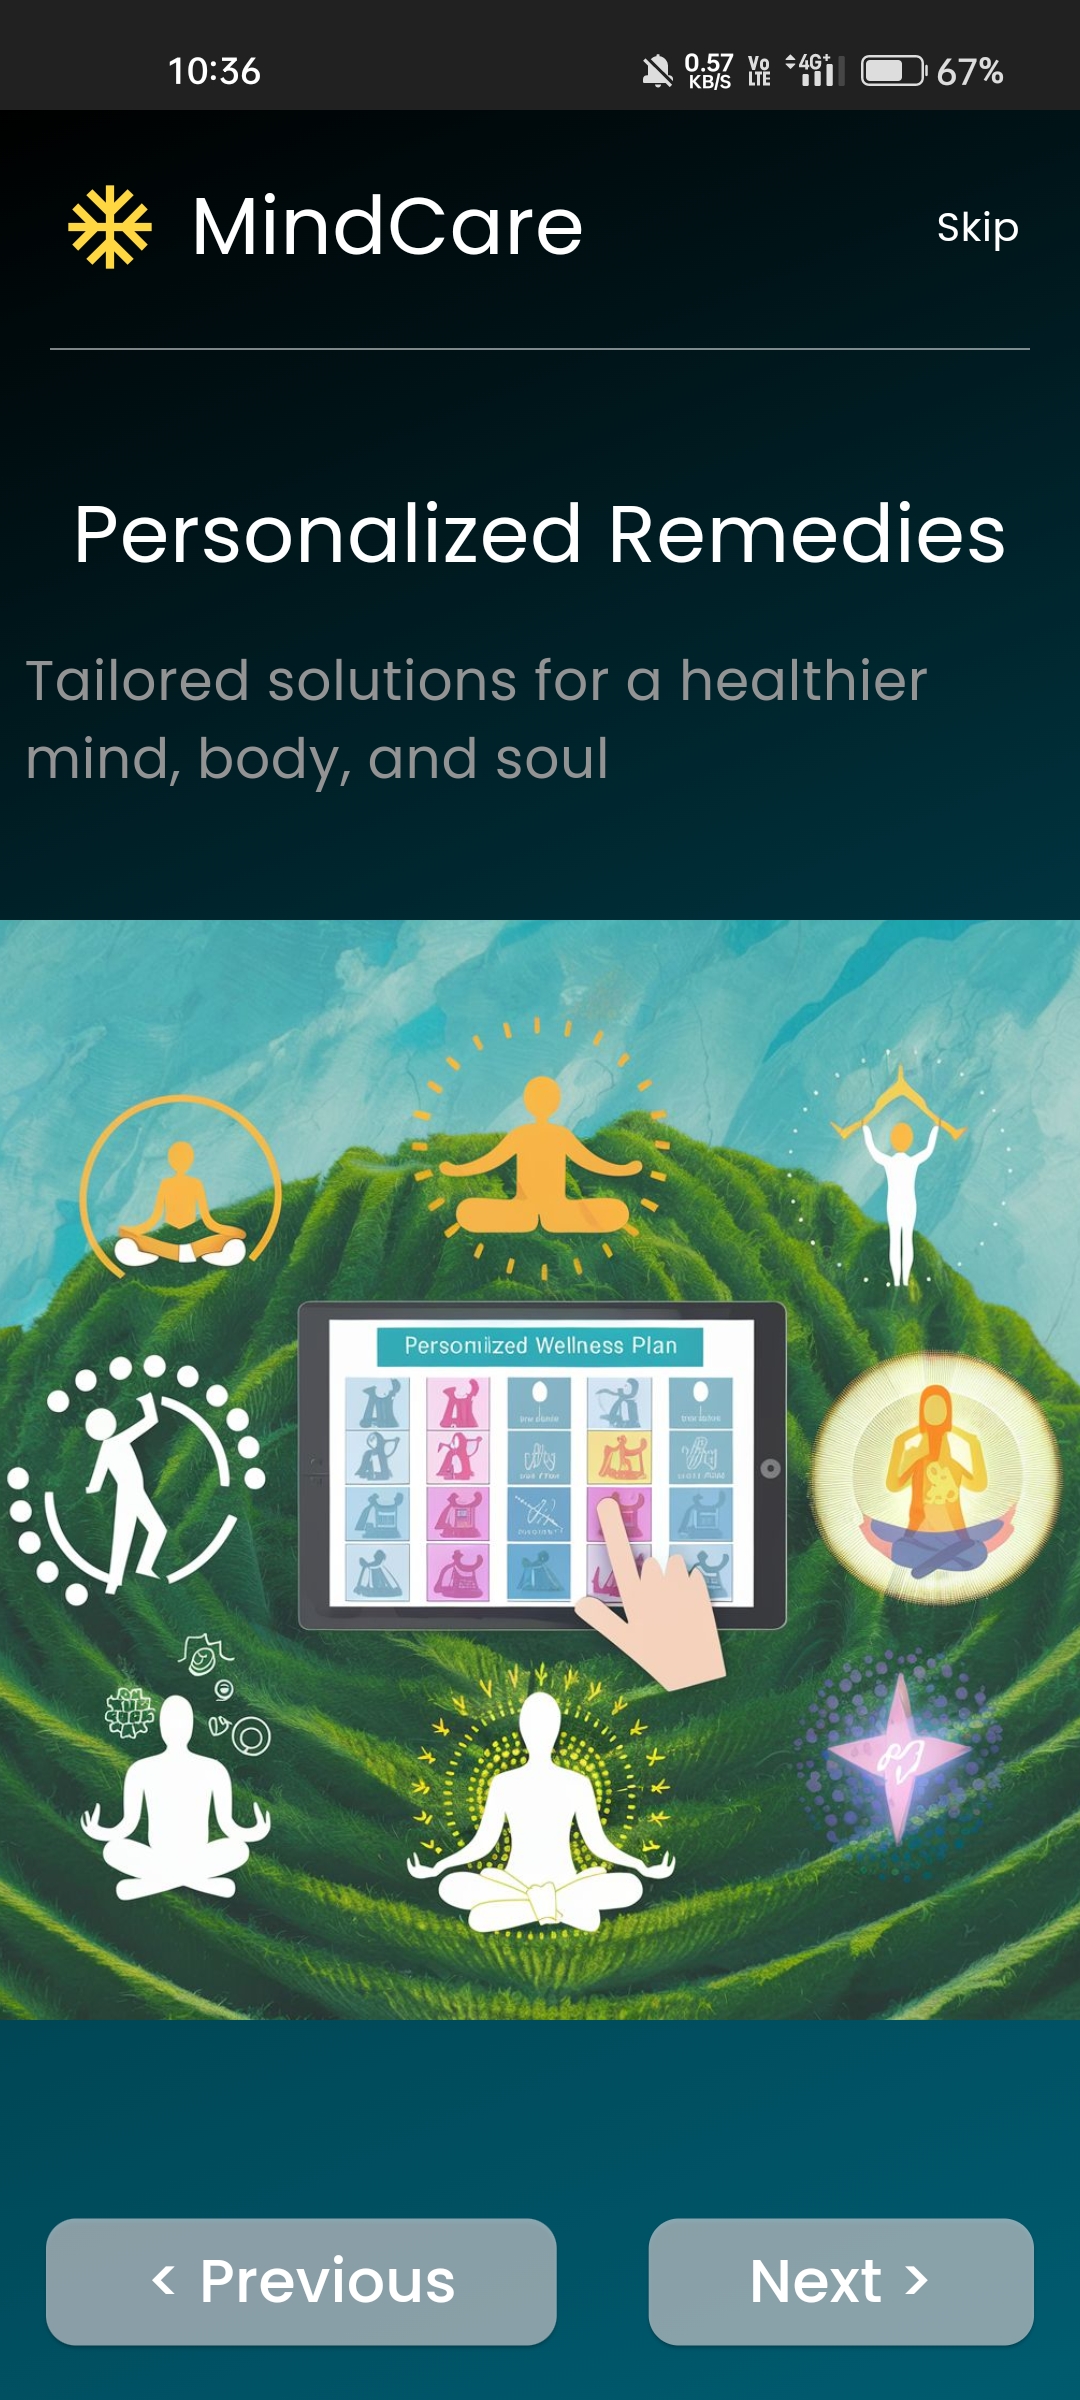 10:36
0.57 KB/S
Vo LTE
4G+
67%
MindCare
Skip
Personalized Remedies
Tailored solutions for a healthier
mind, body, and soul
Wellness Plan
< Previous
Next >